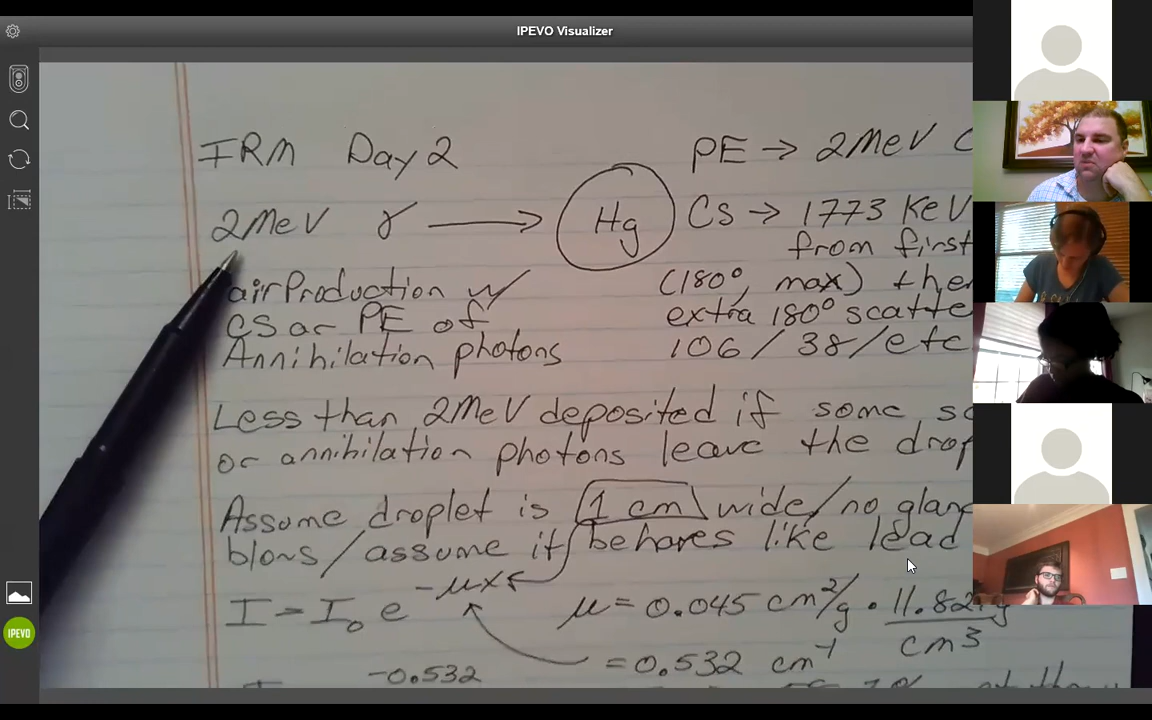 IPEVO Visualizer
IRM Day 2
PE → 2MeV C
2MeV γ → Hg
Cs → 1773 KeV
from first
(180°, max) then
extra 180° scatte
106 / 38 / etc
airProduction w/
CS or PE of
Annihilation photons
Less than 2MeV deposited if some sc
or annihilation photons leave the drop
Assume droplet is 1 cm wide/no glanc
blows/assume it behaves like lead
I = I₀ e^-μx
μ = 0.045 cm²/g · 11.82 g/cm³
= 0.532 cm⁻¹
-0.532
IPEVO